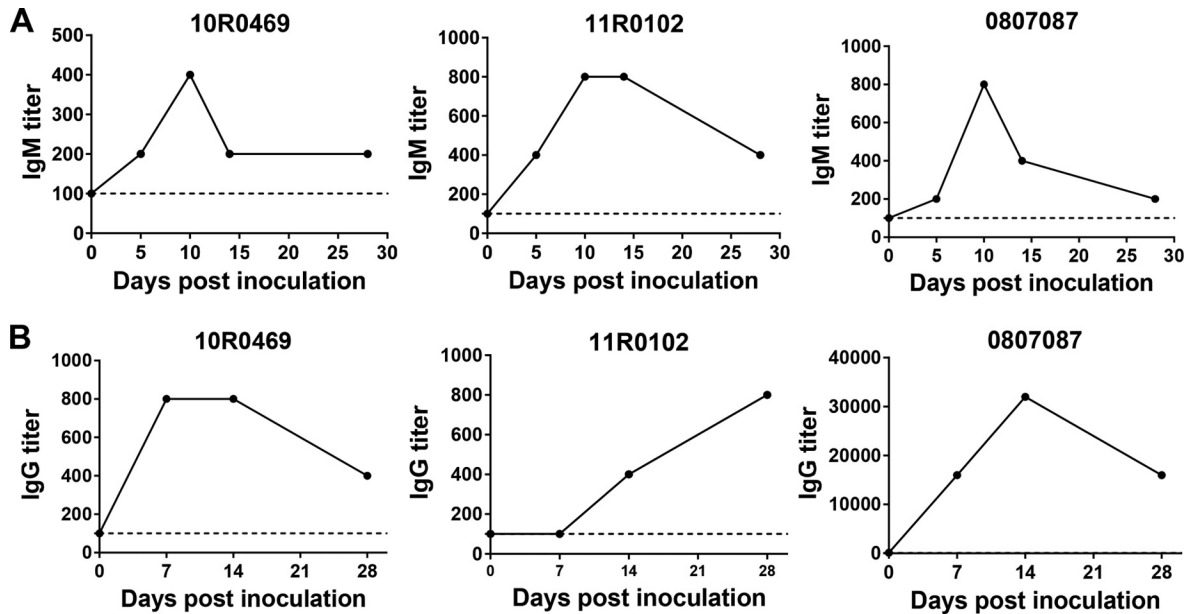 A
10R0469
11R0102
0807087
IgM titer
500
400
300
200
100
0
0 5 10 15 20 25 30
Days post inoculation
IgM titer
1000
800
600
400
200
0
0 5 10 15 20 25 30
Days post inoculation
IgM titer
1000
800
600
400
200
0
0 5 10 15 20 25 30
Days post inoculation
B
10R0469
11R0102
0807087
IgG titer
1000
800
600
400
200
0
0 7 14 21 28
Days post inoculation
IgG titer
1000
800
600
400
200
0
0 7 14 21 28
Days post inoculation
IgG titer
40000
30000
20000
10000
0
0 7 14 21 28
Days post inoculation